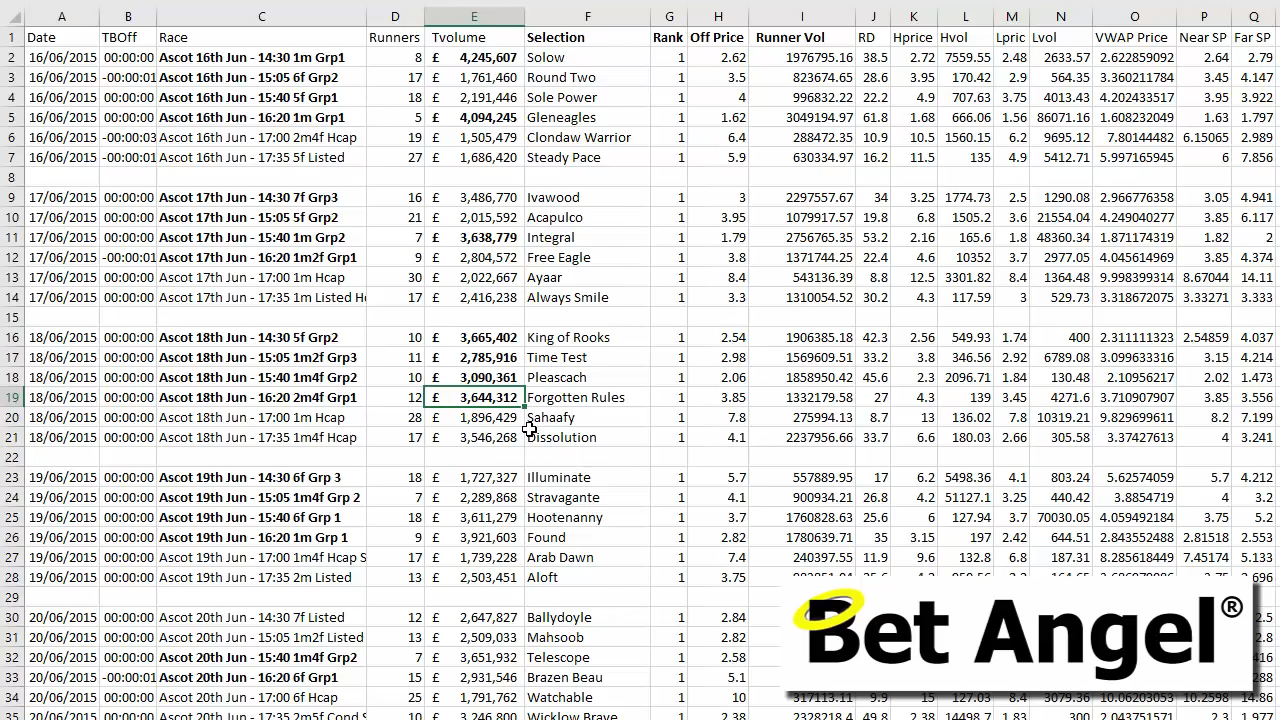 A B C D E F G H I J K L M N O P Q
1 Date TBOff Race Runners Tvolume Selection Rank Off Price Runner Vol RD Hprice Hvol Lpric Lvol VWAP Price Near SP Far SP
2 16/06/2015 00:00:00 Ascot 16th Jun - 14:30 1m Grp1 8 £ 4,245,607 Solow 1 2.62 1976795.16 38.5 2.72 7559.55 2.48 2633.57 2.622859092 2.64 2.79
3 16/06/2015 -00:00:01 Ascot 16th Jun - 15:05 6f Grp2 17 £ 1,761,460 Round Two 1 3.5 823674.65 28.6 3.95 170.42 2.9 564.35 3.360211784 3.45 4.147
4 16/06/2015 00:00:00 Ascot 16th Jun - 15:40 5f Grp1 18 £ 2,191,446 Sole Power 1 4 996832.22 22.2 4.9 707.63 3.75 4013.43 4.202433517 3.95 3.922
5 16/06/2015 00:00:00 Ascot 16th Jun - 16:20 1m Grp1 5 £ 4,094,245 Gleneagles 1 1.62 3049194.97 61.8 1.68 666.06 1.56 86071.16 1.608232049 1.63 1.797
6 16/06/2015 -00:00:03 Ascot 16th Jun - 17:00 2m4f Hcap 19 £ 1,505,479 Clondaw Warrior 1 6.4 288472.35 10.9 10.5 1560.15 6.2 9695.12 7.80144482 6.15065 2.989
7 16/06/2015 -00:00:01 Ascot 16th Jun - 17:35 5f Listed 27 £ 1,686,420 Steady Pace 1 5.9 630334.97 16.2 11.5 135 4.9 5412.71 5.997165945 6 7.856
8
9 17/06/2015 00:00:00 Ascot 17th Jun - 14:30 7f Grp3 16 £ 3,486,770 Ivawood 1 3 2297557.67 34 3.25 1774.73 2.5 1290.08 2.966776358 3.05 4.941
10 17/06/2015 00:00:00 Ascot 17th Jun - 15:05 5f Grp2 21 £ 2,015,592 Acapulco 1 3.95 1079917.57 19.8 6.8 1505.2 3.6 21554.04 4.249040277 3.85 6.117
11 17/06/2015 00:00:00 Ascot 17th Jun - 15:40 1m Grp2 7 £ 3,638,779 Integral 1 1.79 2756765.35 53.2 2.16 165.6 1.8 48360.34 1.871174319 1.82 2
12 17/06/2015 -00:00:01 Ascot 17th Jun - 16:20 1m2f Grp1 9 £ 2,804,572 Free Eagle 1 3.8 1371744.25 22.4 4.6 10352 3.7 2977.05 4.045614969 3.85 4.374
13 17/06/2015 00:00:00 Ascot 17th Jun - 17:00 1m Hcap 30 £ 2,022,667 Ayaar 1 8.4 543136.39 8.8 12.5 3301.82 8.4 1364.48 9.998399314 8.67044 14.11
14 17/06/2015 00:00:00 Ascot 17th Jun - 17:35 1m Listed H 17 £ 2,416,238 Always Smile 1 3.3 1310054.52 30.2 4.3 117.59 3 529.73 3.318672075 3.33271 3.333
15
16 18/06/2015 00:00:00 Ascot 18th Jun - 14:30 5f Grp2 10 £ 3,665,402 King of Rooks 1 2.54 1906385.18 42.3 2.56 549.93 1.74 400 2.311111323 2.54859 4.037
17 18/06/2015 00:00:00 Ascot 18th Jun - 15:05 1m2f Grp3 11 £ 2,785,916 Time Test 1 2.98 1569609.51 33.2 3.8 346.56 2.92 6789.08 3.099633316 3.15 4.214
18 18/06/2015 00:00:00 Ascot 18th Jun - 15:40 1m4f Grp2 10 £ 3,090,361 Pleascach 1 2.06 1858950.42 45.6 2.3 2096.71 1.84 130.48 2.10956217 2.02 1.473
19 18/06/2015 00:00:00 Ascot 18th Jun - 16:20 2m4f Grp1 12 £ 3,644,312 Forgotten Rules 1 3.85 1332179.58 27 4.3 139 3.45 4271.6 3.710907907 3.85 3.556
20 18/06/2015 00:00:00 Ascot 18th Jun - 17:00 1m Hcap 28 £ 1,896,429 Sahaafy 1 7.8 275994.13 8.7 13 136.02 7.8 10319.21 9.829699611 8.2 7.199
21 18/06/2015 00:00:00 Ascot 18th Jun - 17:35 1m4f Hcap 17 £ 3,546,268 Dissolution 1 4.1 2237956.66 33.7 6.6 180.03 2.66 305.58 3.37427613 4 3.241
22
23 19/06/2015 00:00:00 Ascot 19th Jun - 14:30 6f Grp 3 18 £ 1,727,327 Illuminate 1 5.7 557889.95 17 6.2 5498.36 4.1 803.24 5.62574059 5.7 4.212
24 19/06/2015 00:00:00 Ascot 19th Jun - 15:05 1m4f Grp 2 7 £ 2,289,868 Stravagante 1 4.1 900934.21 26.8 4.2 51127.1 3.25 440.42 3.8854719 4 3.2
25 19/06/2015 00:00:00 Ascot 19th Jun - 15:40 6f Grp 1 18 £ 3,611,279 Hootenanny 1 3.7 1760828.63 25.6 6 127.94 3.7 70030.05 4.059492184 3.75 5.2
26 19/06/2015 00:00:00 Ascot 19th Jun - 16:20 1m Grp 1 9 £ 3,921,603 Found 1 2.82 1780639.71 35 3.15 197 2.42 644.51 2.843552488 2.81518 2.553
27 19/06/2015 00:00:00 Ascot 19th Jun - 17:00 1m4f Hcap S 17 £ 1,739,228 Arab Dawn 1 7.4 240397.55 11.9 9.6 132.8 6.8 187.31 8.285618449 7.45174 5.133
28 19/06/2015 00:00:00 Ascot 19th Jun - 17:35 2m Listed 13 £ 2,503,451 Aloft 1 3.75
29
30 20/06/2015 00:00:00 Ascot 20th Jun - 14:30 7f Listed 12 £ 2,647,827 Ballydoyle 1 2.84
31 20/06/2015 00:00:00 Ascot 20th Jun - 15:05 1m2f Listed 13 £ 2,509,033 Mahsoob 1 2.82
32 20/06/2015 00:00:00 Ascot 20th Jun - 15:40 1m4f Grp2 7 £ 3,651,932 Telescope 1 2.58
33 20/06/2015 -00:00:01 Ascot 20th Jun - 16:20 6f Grp1 15 £ 2,931,546 Brazen Beau 1 5.1
34 20/06/2015 00:00:00 Ascot 20th Jun - 17:00 6f Hcap 25 £ 1,791,762 Watchable 1 10 317113.11 9.9 15 127.03 8.4 3079.36 10.06203053 10.2598 14.86
35 20/06/2015 00:00:00 Ascot 20th Jun - 17:35 2m5f Cond S 10 £ 3,246,800 Wicklow Brave 1 2.38 2328218.4 49.8 2.38 14498.7 1.83 300 2.043751571
Bet Angel®